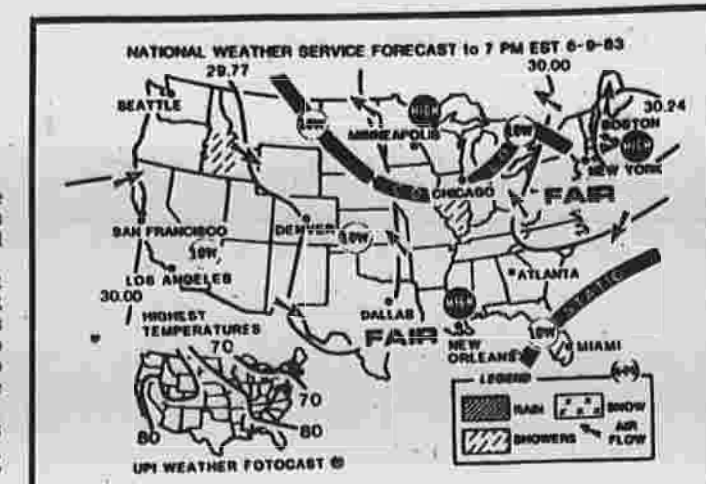 NATIONAL WEATHER SERVICE FORECAST to 7 PM EST 6-9-83
29.77
30.00
SEATTLE
HIGH
30.24
LOW
MINNEAPOLIS
LOW
BOSTON
HIGH
NEW YORK
CHICAGO
FAIR
SAN FRANCISCO
DENVER
LOW
LOW
LOS ANGELES
ATLANTA
30.00
HIGH
STATIC
DALLAS
HIGHEST
TEMPERATURES
FAIR
NEW
ORLEANS
LOW
MIAMI
70
70
80
80
LEGEND
RAIN
SNOW
SHOWERS
AIR
FLOW
UPI WEATHER FOTOCAST ®